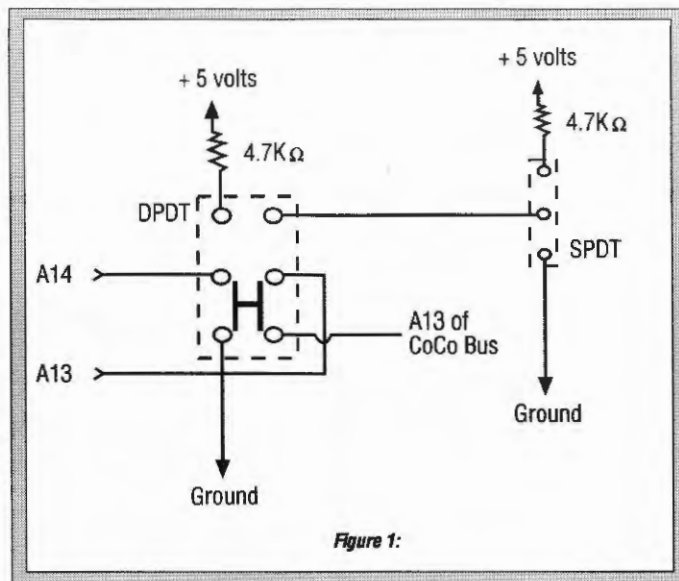 + 5 volts
4.7KΩ
+ 5 volts
4.7KΩ
DPDT
SPDT
A14
A13 of
CoCo Bus
A13
Ground
Ground
Figure 1: